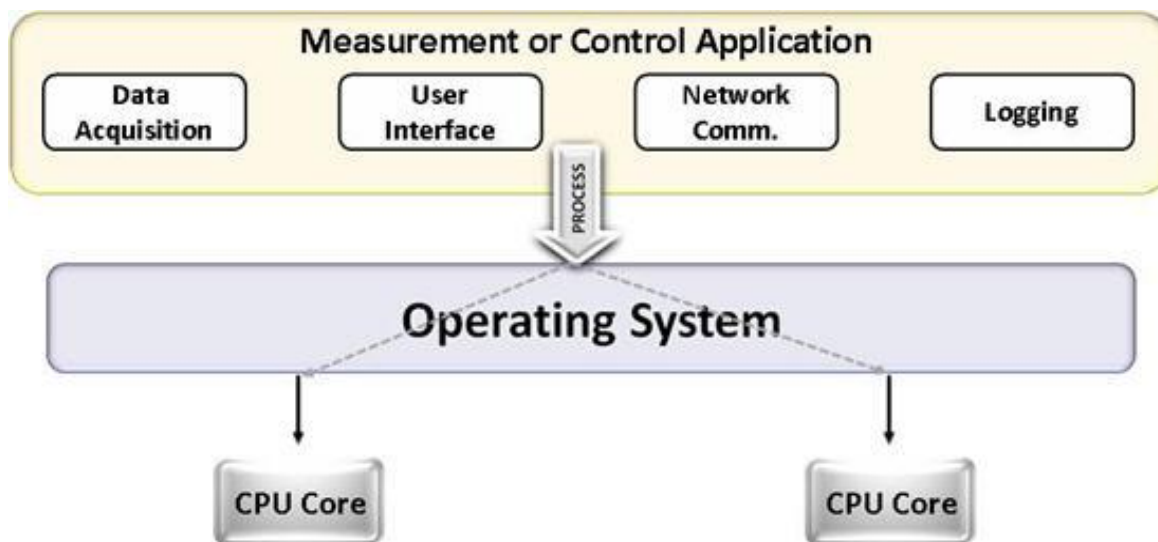 Measurement or Control Application
Data
Acquisition
User
Interface
Network
Comm.
Logging
PROCESS
Operating System
CPU Core
CPU Core